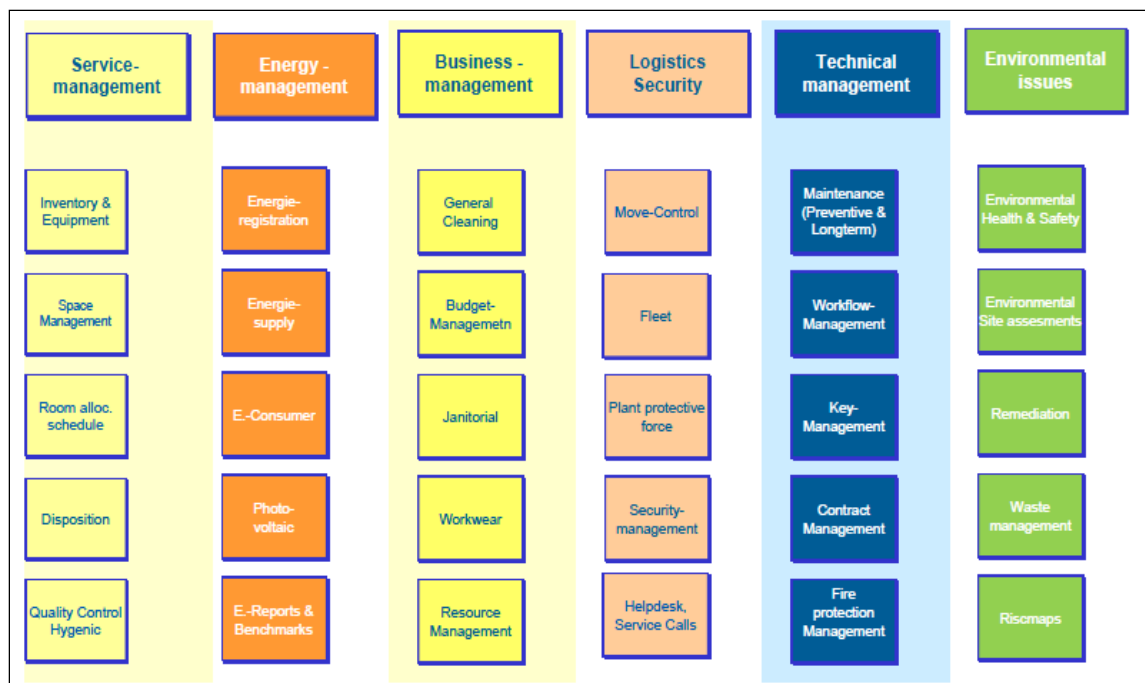 Service-
management
Energy -
management
Business -
management
Logistics
Security
Technical
management
Environmental
issues
Inventory &
Equipment
Energie-
registration
General
Cleaning
Move-Control
Maintenance
(Preventive &
Longterm)
Environmental
Health & Safety
Space
Management
Energie-
supply
Budget-
Managemetn
Fleet
Workflow-
Management
Environmental
Site assesments
Room alloc.
schedule
E.-Consumer
Janitorial
Plant protective
force
Key-
Management
Remediation
Disposition
Photo-
voltaic
Workwear
Security-
management
Contract
Management
Waste
management
Quality Control
Hygenic
E.-Reports &
Benchmarks
Resource
Management
Helpdesk,
Service Calls
Fire
protection
Management
Riscmaps